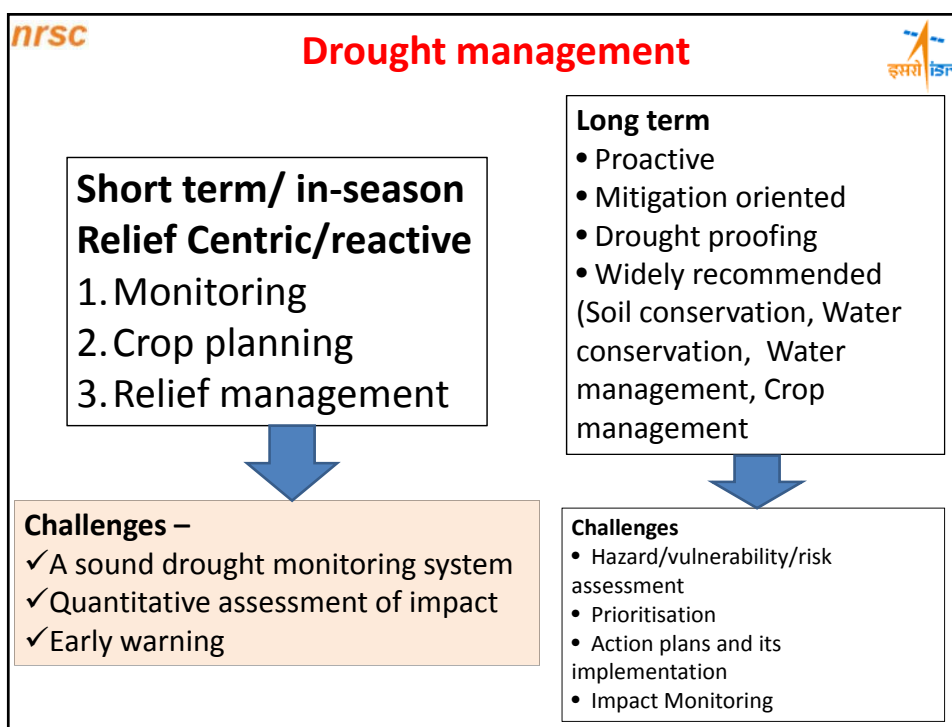 nrsc
Drought management
इसरो isr
Short term/ in-season
Relief Centric/reactive
1. Monitoring
2. Crop planning
3. Relief management
Challenges –
✓ A sound drought monitoring system
✓ Quantitative assessment of impact
✓ Early warning
Long term
• Proactive
• Mitigation oriented
• Drought proofing
• Widely recommended
(Soil conservation, Water
conservation, Water
management, Crop
management
Challenges
• Hazard/vulnerability/risk
assessment
• Prioritisation
• Action plans and its
implementation
• Impact Monitoring